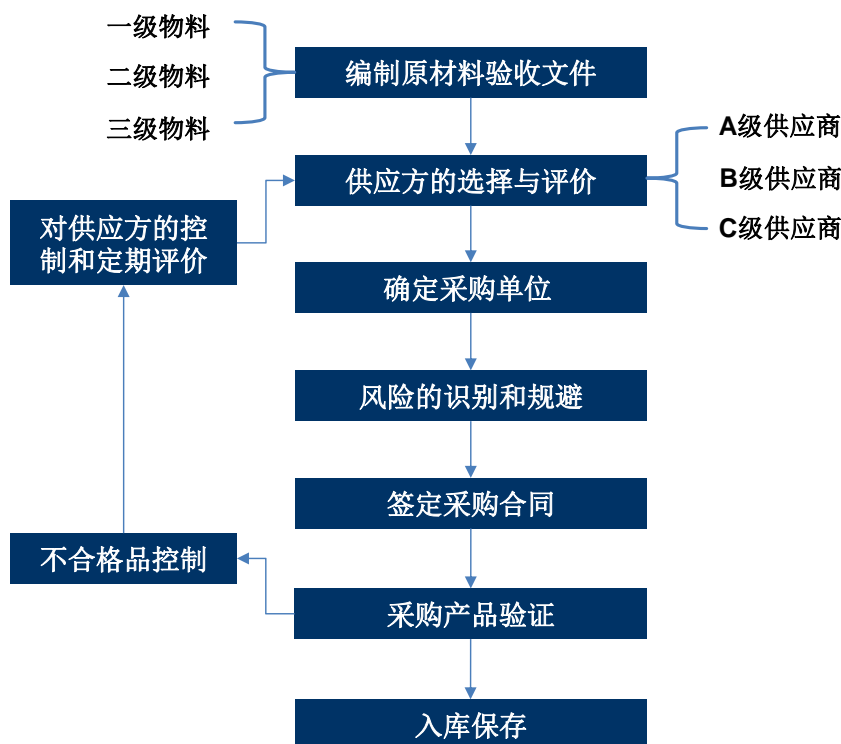 一级物料
二级物料
三级物料
编制原材料验收文件
供应方的选择与评价
A级供应商
B级供应商
C级供应商
对供应方的控
制和定期评价
确定采购单位
风险的识别和规避
签定采购合同
不合格品控制
采购产品验证
入库保存